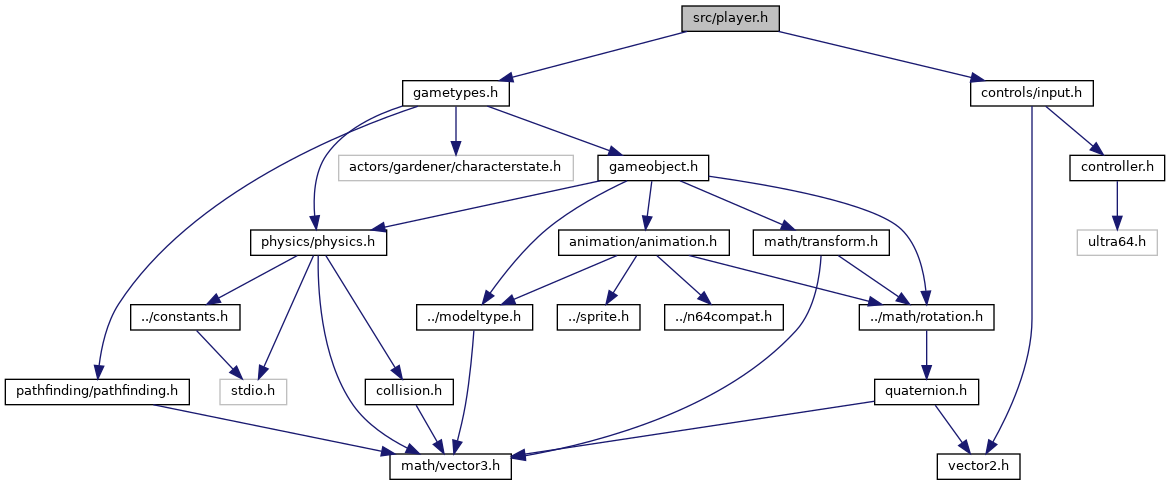 src/player.h
gametypes.h
controls/input.h
actors/gardener/characterstate.h
gameobject.h
controller.h
physics/physics.h
animation/animation.h
math/transform.h
ultra64.h
../constants.h
../modeltype.h
../sprite.h
../n64compat.h
../math/rotation.h
pathfinding/pathfinding.h
stdio.h
collision.h
quaternion.h
math/vector3.h
vector2.h